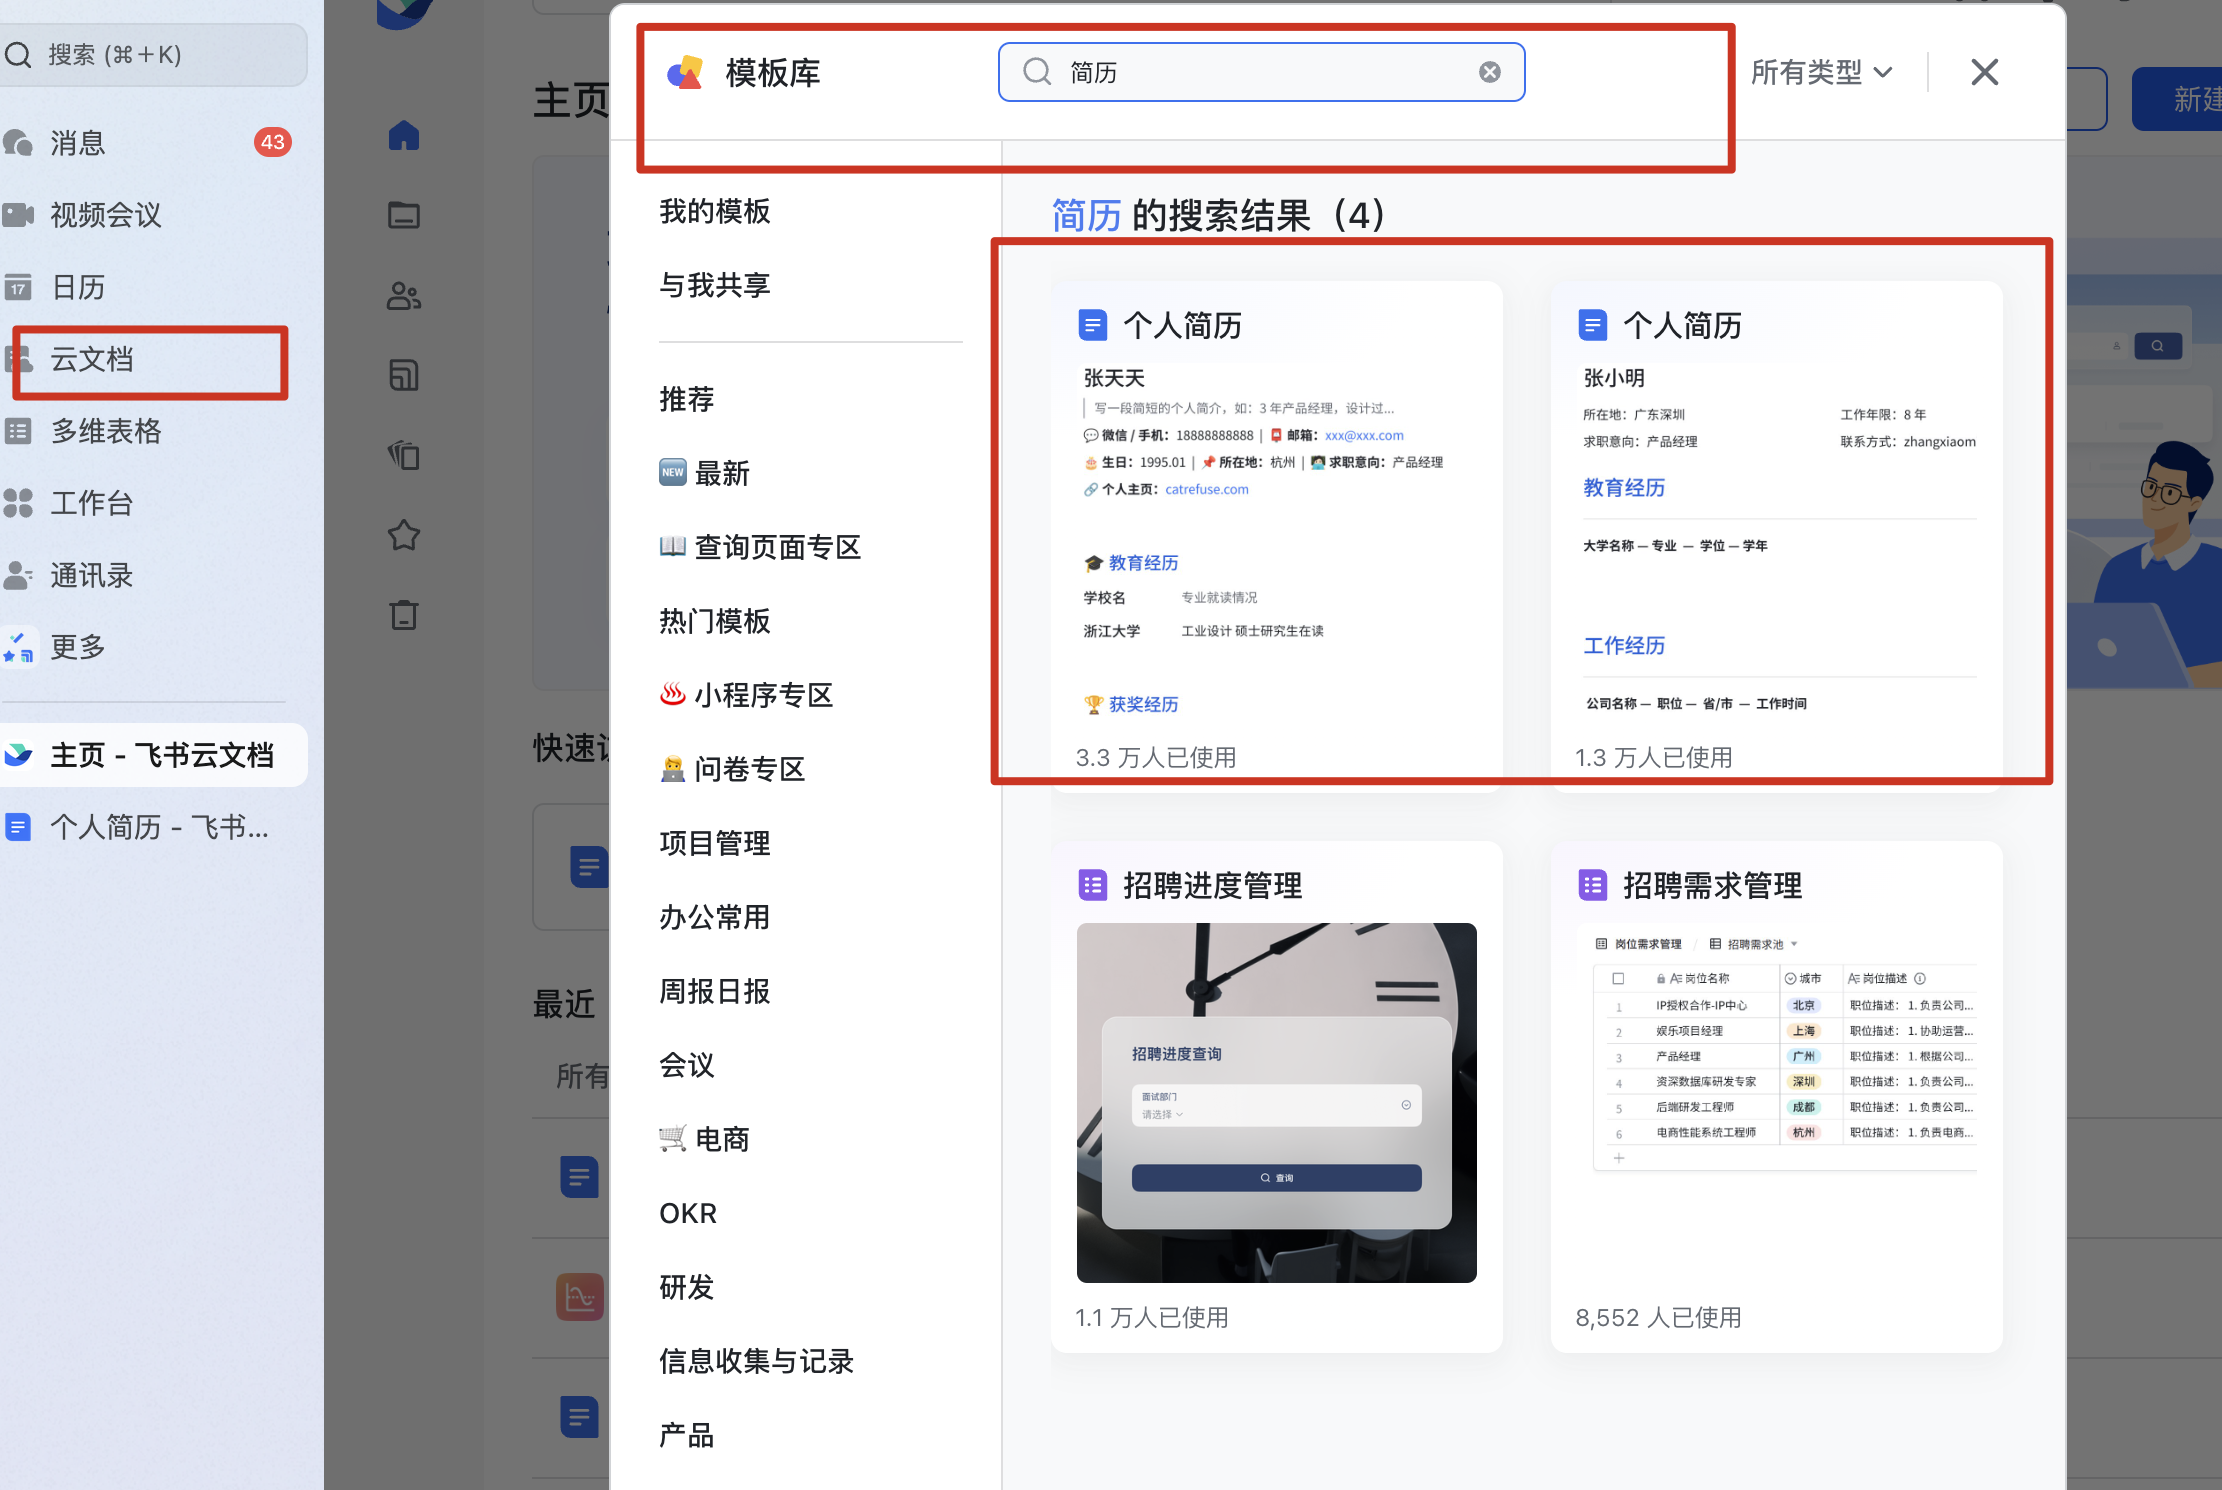 搜索 (⌘+K)
消息
43
视频会议
17
日历
云文档
多维表格
工作台
通讯录
更多
主页 - 飞书云文档
个人简历 - 飞书...
主页
快速访
最近
所有
新建
模板库
简历
所有类型
我的模板
与我共享
推荐
NEW 最新
查询页面专区
热门模板
小程序专区
问卷专区
项目管理
办公常用
周报日报
会议
电商
OKR
研发
信息收集与记录
产品
简历 的搜索结果（4）
个人简历
张天天
写一段简短的个人简介，如：3 年产品经理，设计过...
微信 / 手机：18888888888 | 邮箱：xxx@xxx.com
生日：1995.01 | 所在地：杭州 | 求职意向：产品经理
个人主页：catrefuse.com
教育经历
学校名 专业就读情况
浙江大学 工业设计 硕士研究生在读
获奖经历
3.3 万人已使用
个人简历
张小明
所在地：广东深圳 工作年限：8 年
求职意向：产品经理 联系方式：zhangxiaom
教育经历
大学名称 — 专业 — 学位 — 学年
工作经历
公司名称 — 职位 — 省/市 — 工作时间
1.3 万人已使用
招聘进度管理
招聘进度查询
面试部门
请选择
查询
1.1 万人已使用
招聘需求管理
岗位需求管理 / 招聘需求池
岗位名称 城市 岗位描述
1 IP授权合作-IP中心 北京 职位描述： 1. 负责公司...
2 娱乐项目经理 上海 职位描述： 1. 协助运营...
3 产品经理 广州 职位描述： 1. 根据公司...
4 资深数据库研发专家 深圳 职位描述： 1. 负责公司...
5 后端研发工程师 成都 职位描述： 1. 负责公司...
6 电商性能系统工程师 杭州 职位描述： 1. 负责电商...
8,552 人已使用